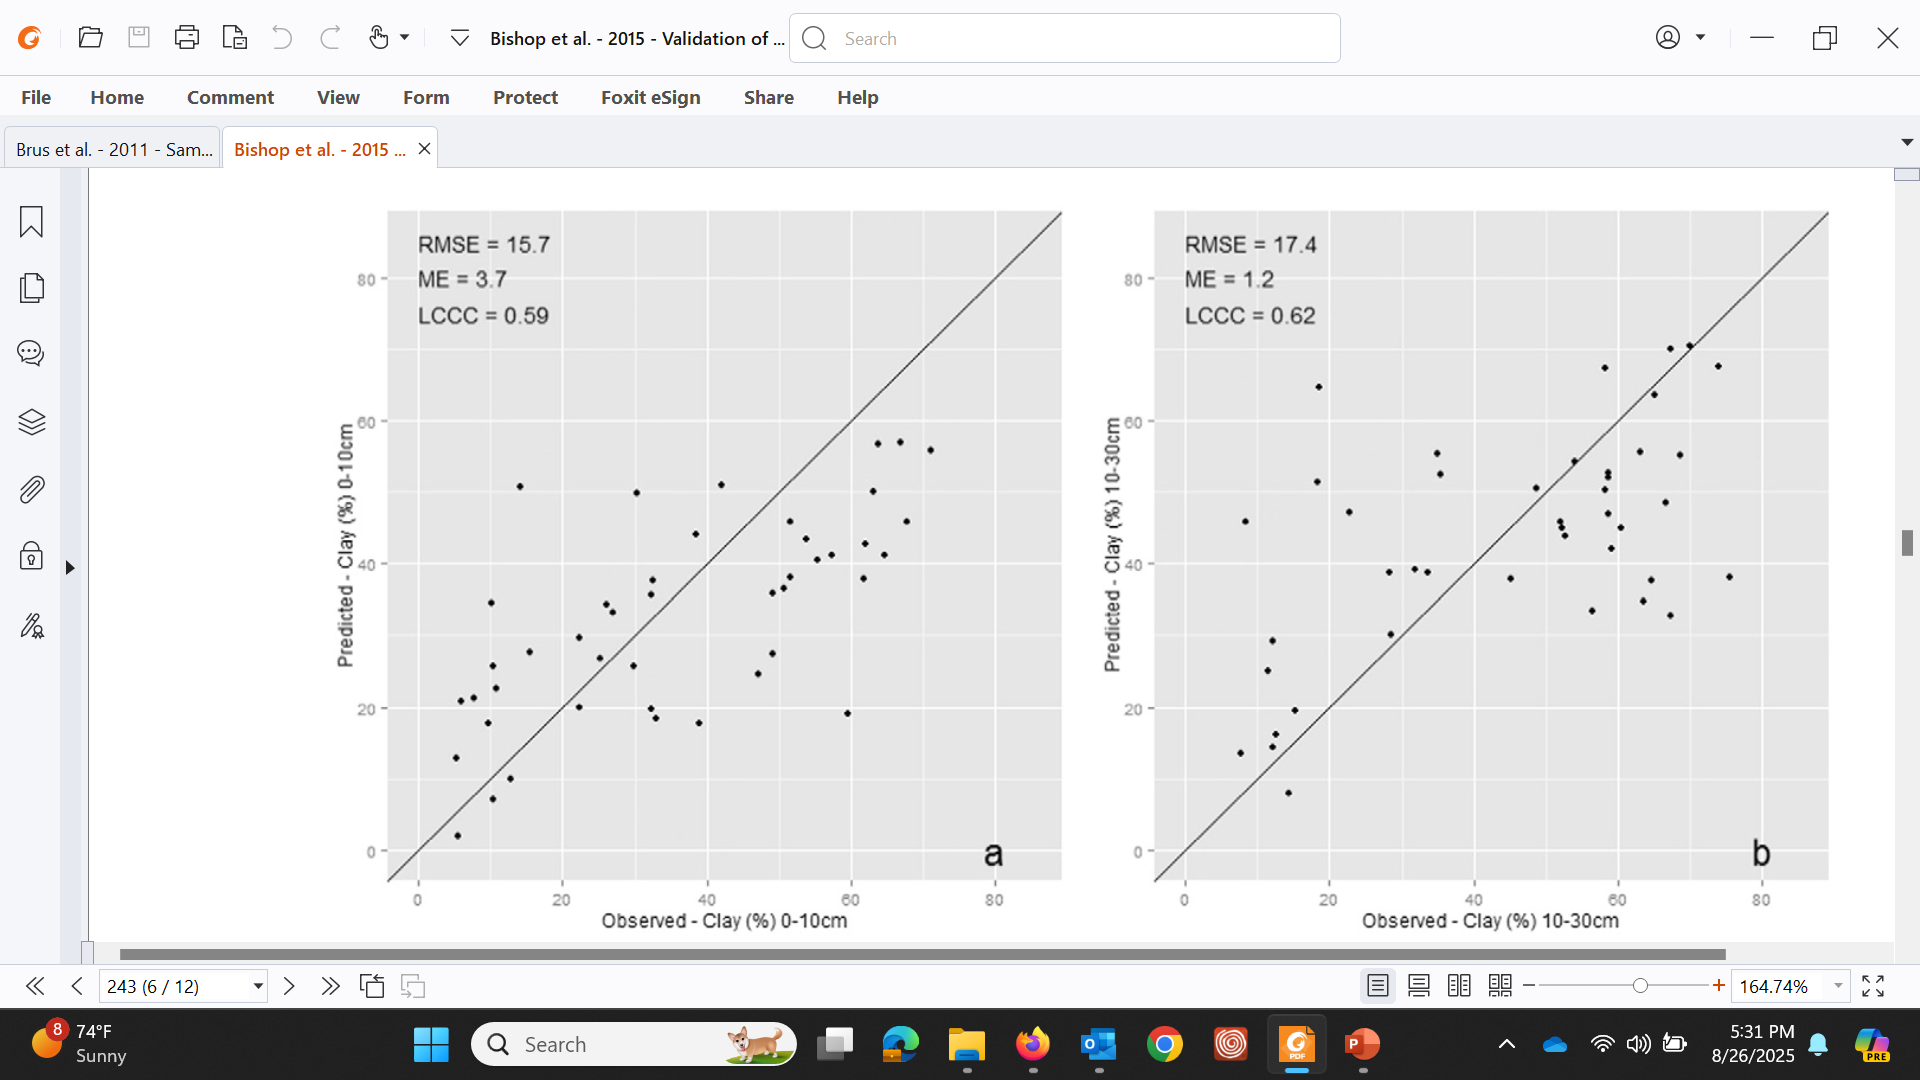 Bishop et al. - 2015 - Validation of ...
Search
File Home Comment View Form Protect Foxit eSign Share Help
Brus et al. - 2011 - Sam...
Bishop et al. - 2015 ...
RMSE = 15.7
ME = 3.7
LCCC = 0.59
80
60
40
20
0
Predicted - Clay (%) 0-10cm
a
0 20 40 60 80
Observed - Clay (%) 0-10cm
RMSE = 17.4
ME = 1.2
LCCC = 0.62
80
60
40
20
0
Predicted - Clay (%) 10-30cm
b
0 20 40 60 80
Observed - Clay (%) 10-30cm
243 (6 / 12)
164.74%
8
74°F
Sunny
Search
O
PDF
P
5:31 PM
8/26/2025
PRE